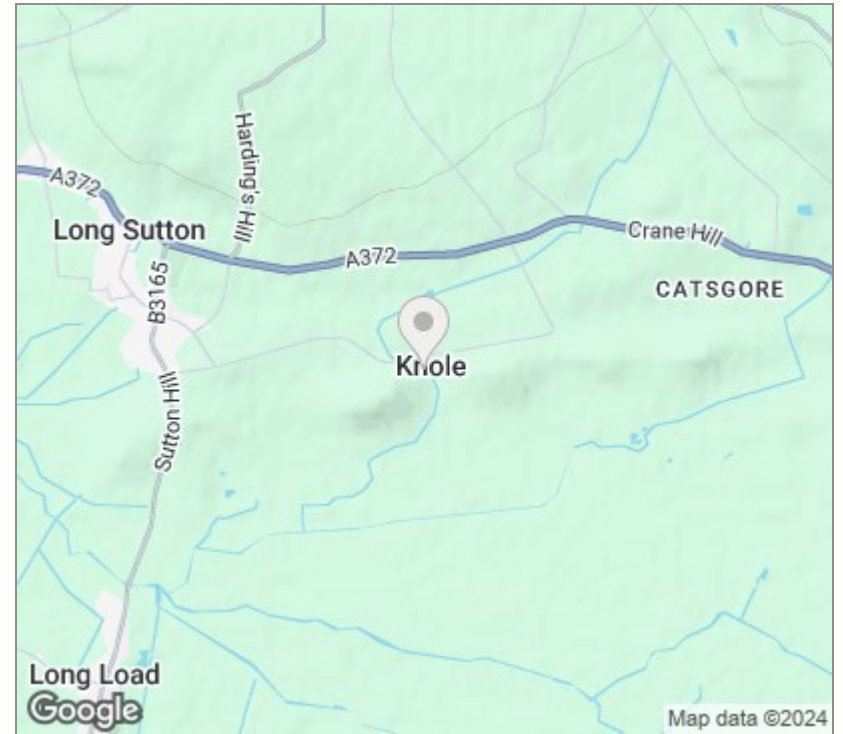 Harding's Hill
A372
Long Sutton
Crane Hill
A372
B3165
CATSGORE
Knole
Sutton Hill
Long Load
Google
Map data ©2024